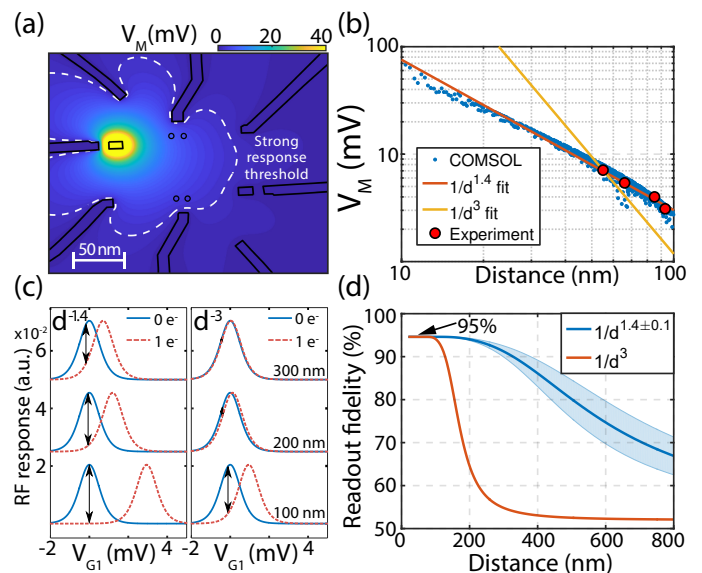 (a)
V_M(mV)
0 20 40
Strong
response
threshold
50 nm
(b)
100
10
V_M (mV)
COMSOL
1/d^1.4 fit
1/d^3 fit
Experiment
10 100
Distance (nm)
(c)
d^-1.4
d^-3
0 e^-
1 e^-
0 e^-
1 e^-
x10^-2
6
4
2
RF response (a.u.)
300 nm
200 nm
100 nm
-2 0 2 -2 0 2
V_G1 (mV)
V_G1 (mV)
(d)
95%
1/d^1.4±0.1
1/d^3
100
90
80
70
60
50
Readout fidelity (%)
0 200 400 600 800
Distance (nm)